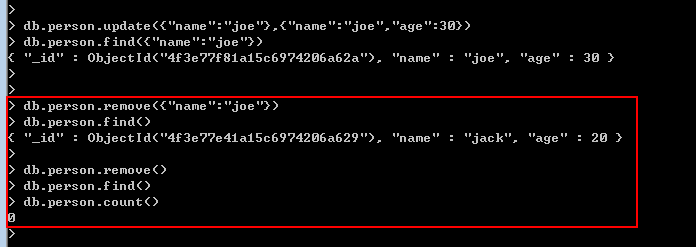 >
> db.person.update({"name":"joe"},{"name":"joe","age":30})
> db.person.find({"name":"joe"})
{ "_id" : ObjectId("4f3e77f81a15c6974206a62a"), "name" : "joe", "age" : 30 }
>
>
> db.person.remove({"name":"joe"})
> db.person.find()
{ "_id" : ObjectId("4f3e77e41a15c6974206a629"), "name" : "jack", "age" : 20 }
>
> db.person.remove()
> db.person.find()
> db.person.count()
0
>